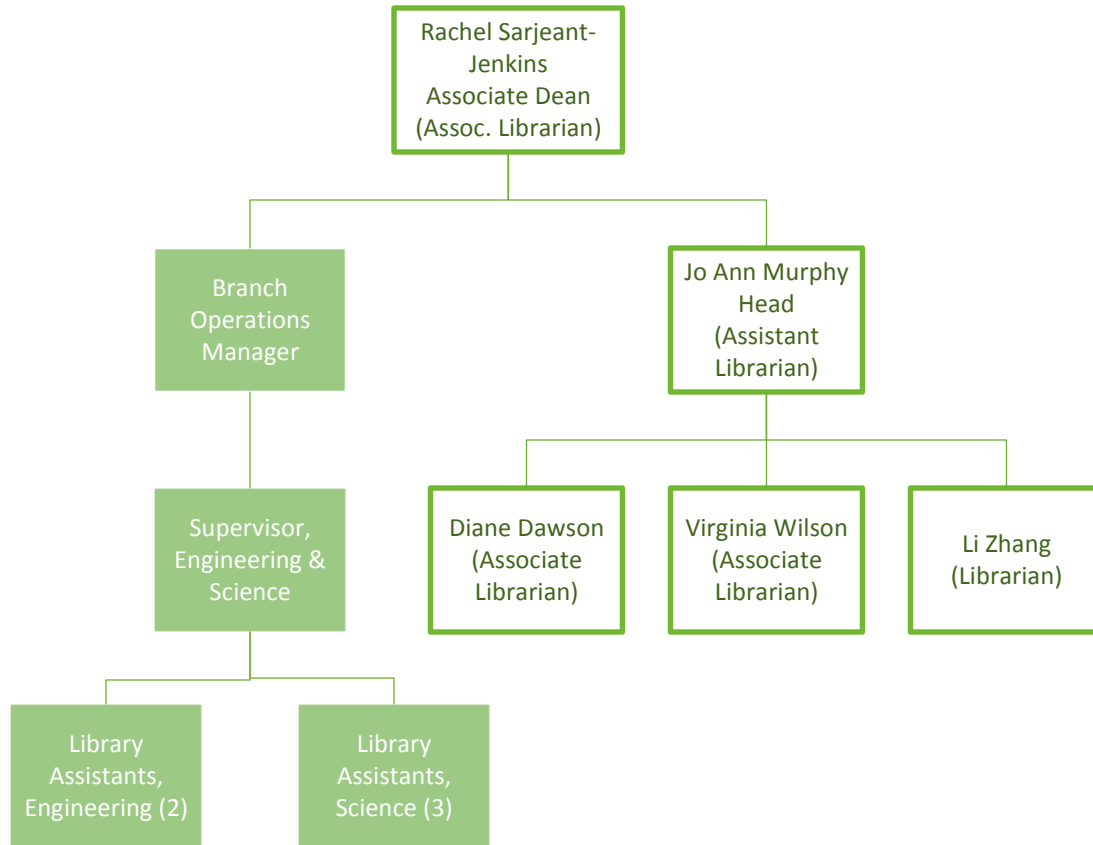 Rachel Sarjeant-
Jenkins
Associate Dean
(Assoc. Librarian)
Branch
Operations
Manager
Jo Ann Murphy
Head
(Assistant
Librarian)
Supervisor,
Engineering &
Science
Diane Dawson
(Associate
Librarian)
Virginia Wilson
(Associate
Librarian)
Li Zhang
(Librarian)
Library
Assistants,
Engineering (2)
Library
Assistants,
Science (3)